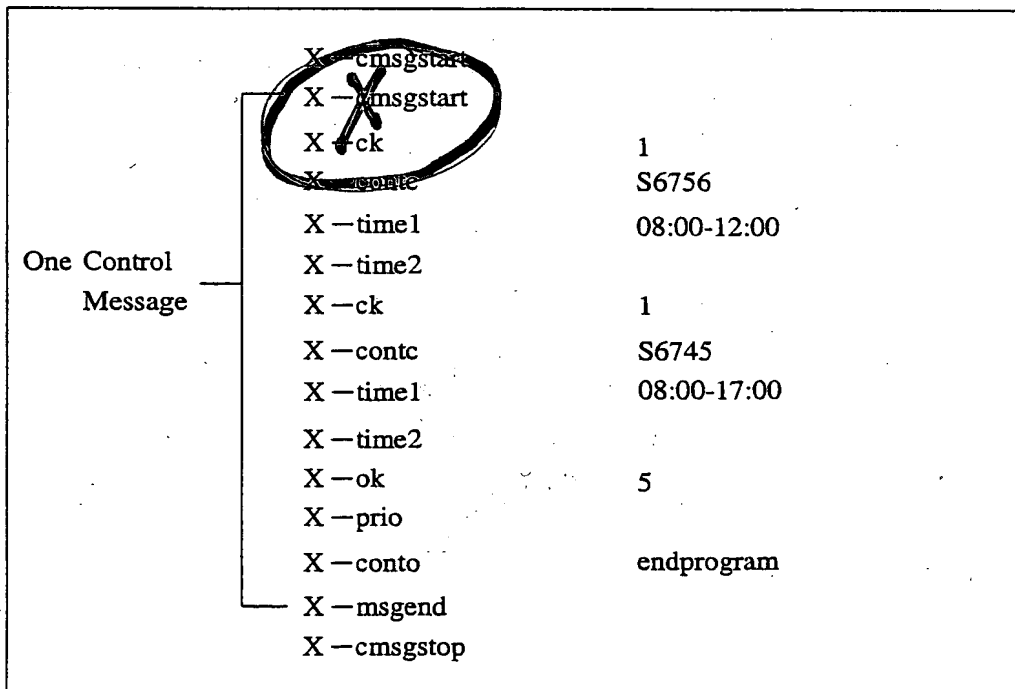 X — cmsgstart
X — cmsgstart
X — ck 1
X — contc S6756
X — time1 08:00-12:00
X — time2
One Control
Message
X — ck 1
X — contc S6745
X — time1 08:00-17:00
X — time2
X — ok 5
X — prio
X — conto endprogram
X — msgend
X — cmsgstop